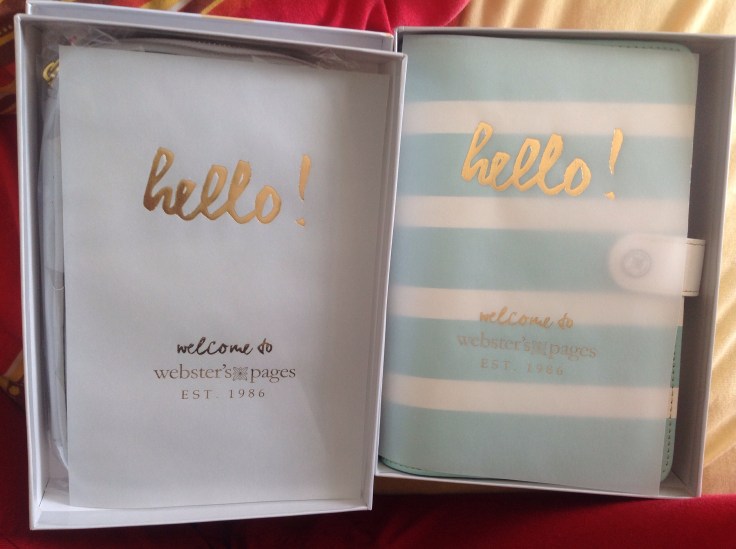 hello!
welcome to
webster's pages
EST. 1986
hello!
welcome to
webster's pages
EST. 1986